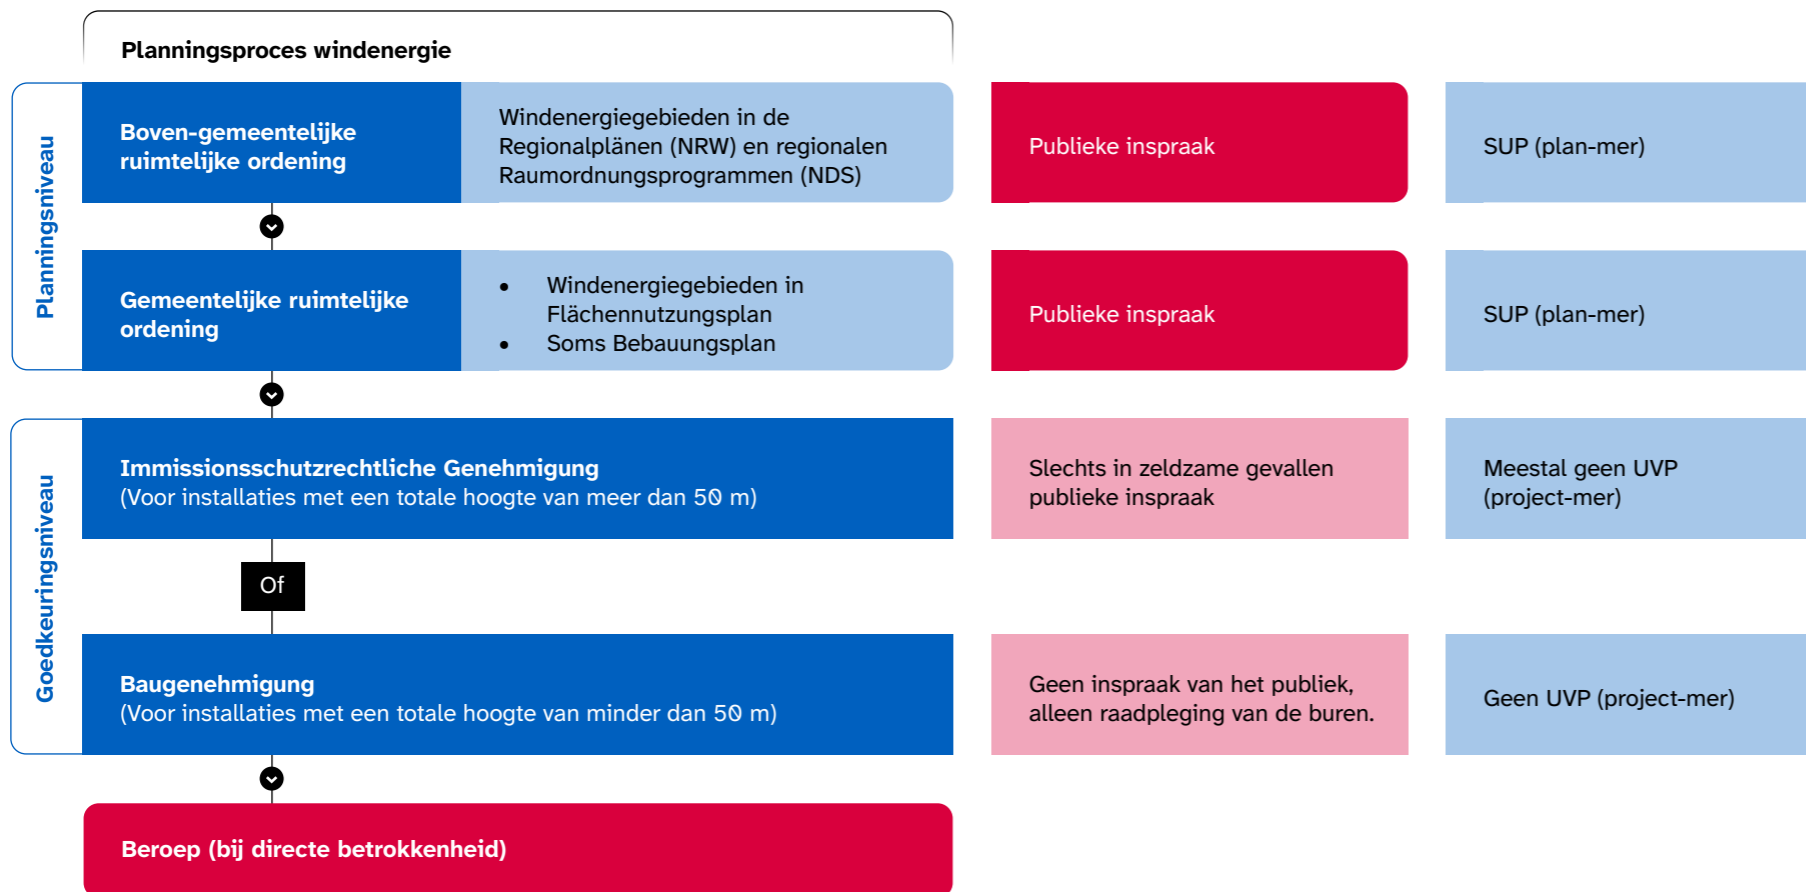 Planningsproces windenergie
Planningsniveau
Boven-gemeentelijke
ruimtelijke ordening
Windenergiegebieden in de
Regionalplänen (NRW) en regionalen
Raumordnungsprogrammen (NDS)
Publieke inspraak
SUP (plan-mer)
Gemeentelijke ruimtelijke
ordening
• Windenergiegebieden in
Flächennutzungsplan
• Soms Bebauungsplan
Publieke inspraak
SUP (plan-mer)
Goedkeuringsniveau
Immissionsschutzrechtliche Genehmigung
(Voor installaties met een totale hoogte van meer dan 50 m)
Slechts in zeldzame gevallen
publieke inspraak
Meestal geen UVP
(project-mer)
Of
Baugenehmigung
(Voor installaties met een totale hoogte van minder dan 50 m)
Geen inspraak van het publiek,
alleen raadpleging van de buren.
Geen UVP (project-mer)
Beroep (bij directe betrokkenheid)